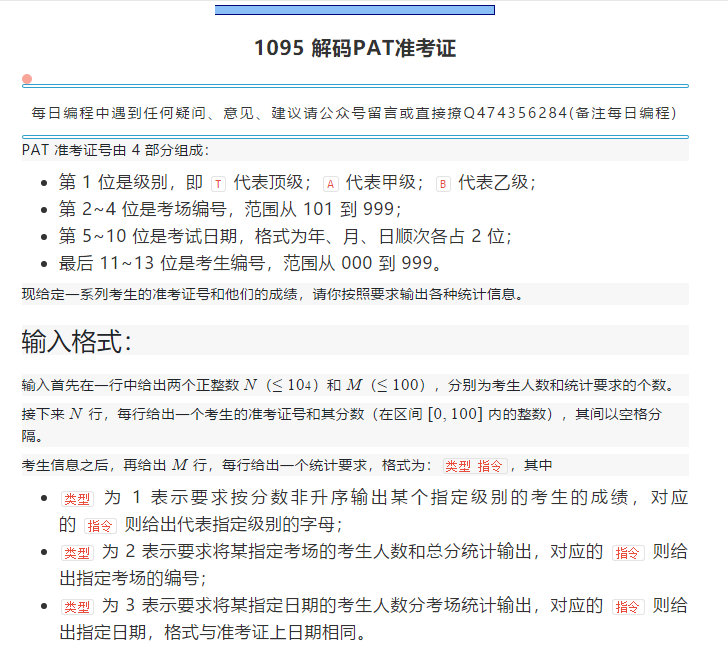 1095 解码PAT准考证
每日编程中遇到任何疑问、意见、建议请公众号留言或直接撩Q474356284(备注每日编程)
PAT 准考证号由 4 部分组成：
第 1 位是级别，即 T 代表顶级；A 代表甲级；B 代表乙级；
第 2~4 位是考场编号，范围从 101 到 999；
第 5~10 位是考试日期，格式为年、月、日顺次各占 2 位；
最后 11~13 位是考生编号，范围从 000 到 999。
现给定一系列考生的准考证号和他们的成绩，请你按照要求输出各种统计信息。
输入格式：
输入首先在一行中给出两个正整数 N（≤ 104）和 M（≤ 100），分别为考生人数和统计要求的个数。
接下来 N 行，每行给出一个考生的准考证号和其分数（在区间 [0, 100] 内的整数），其间以空格分
隔。
考生信息之后，再给出 M 行，每行给出一个统计要求，格式为：类型 指令，其中
类型 为 1 表示要求按分数非升序输出某个指定级别的考生的成绩，对应
的 指令 则给出代表指定级别的字母；
类型 为 2 表示要求将某指定考场的考生人数和总分统计输出，对应的 指令 则给
出指定考场的编号；
类型 为 3 表示要求将某指定日期的考生人数分考场统计输出，对应的 指令 则给
出指定日期，格式与准考证上日期相同。